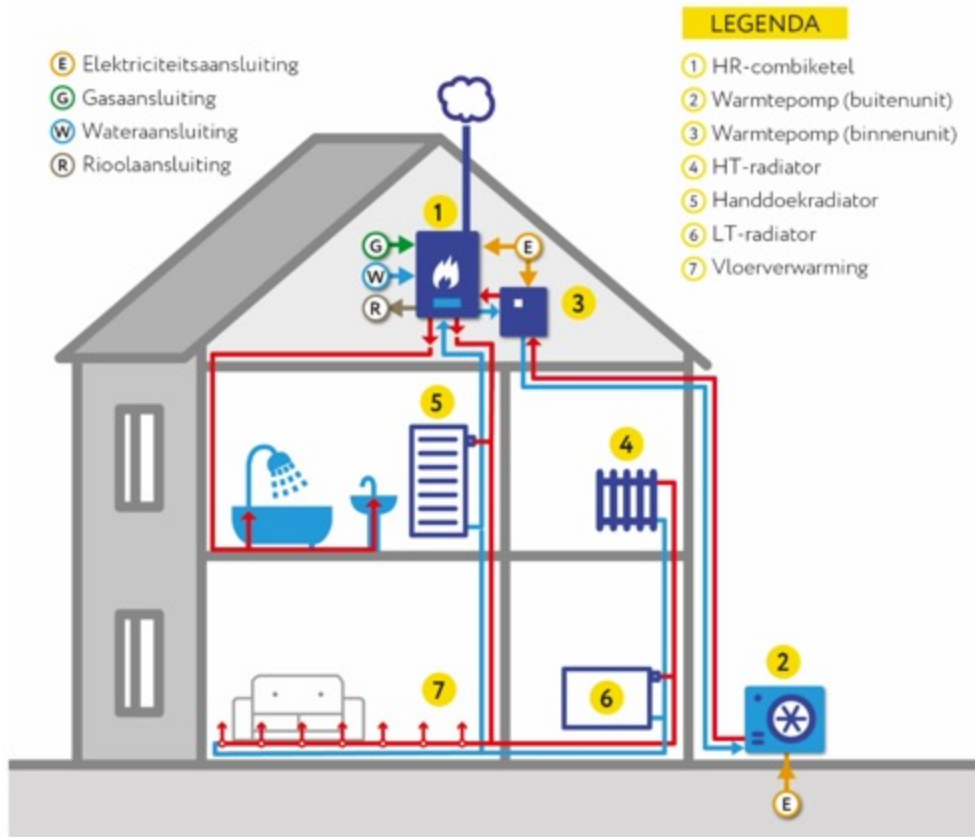 LEGENDA
E Elektriciteitsaansluiting
G Gasaansluiting
W Wateraansluiting
R Rioolaansluiting
1 HR-combiketel
2 Warmtepomp (buitenunit)
3 Warmtepomp (binnenunit)
4 HT-radiator
5 Handdoekradiator
6 LT-radiator
7 Vloerverwarming
1
G
E
W
R
3
5
4
7
6
2
E